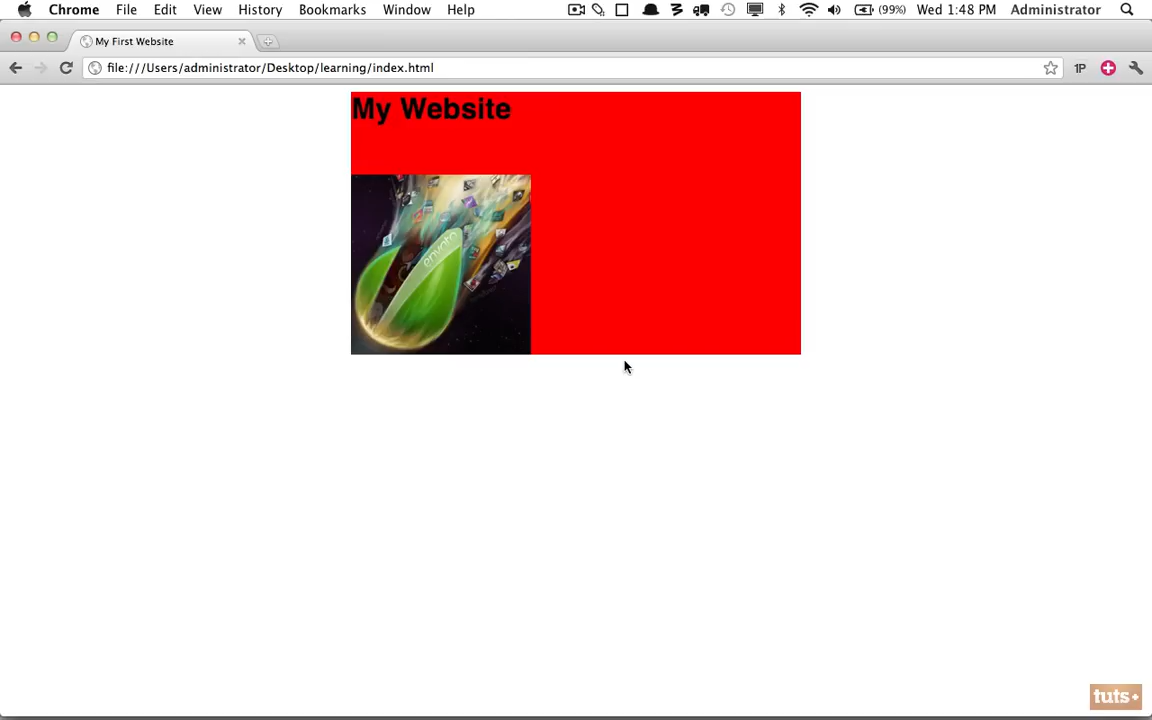 Chrome File Edit View History Bookmarks Window Help (99%) Wed 1:48 PM Administrator
My First Website
file:///Users/administrator/Desktop/learning/index.html 1P
My Website
envato
tuts+